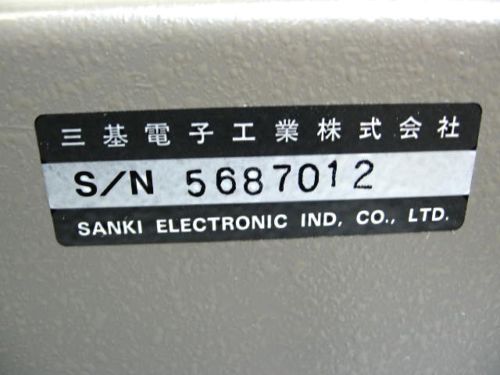 三基電子工業株式会社
S/N 5687012
SANKI ELECTRONIC IND, CO., LTD.